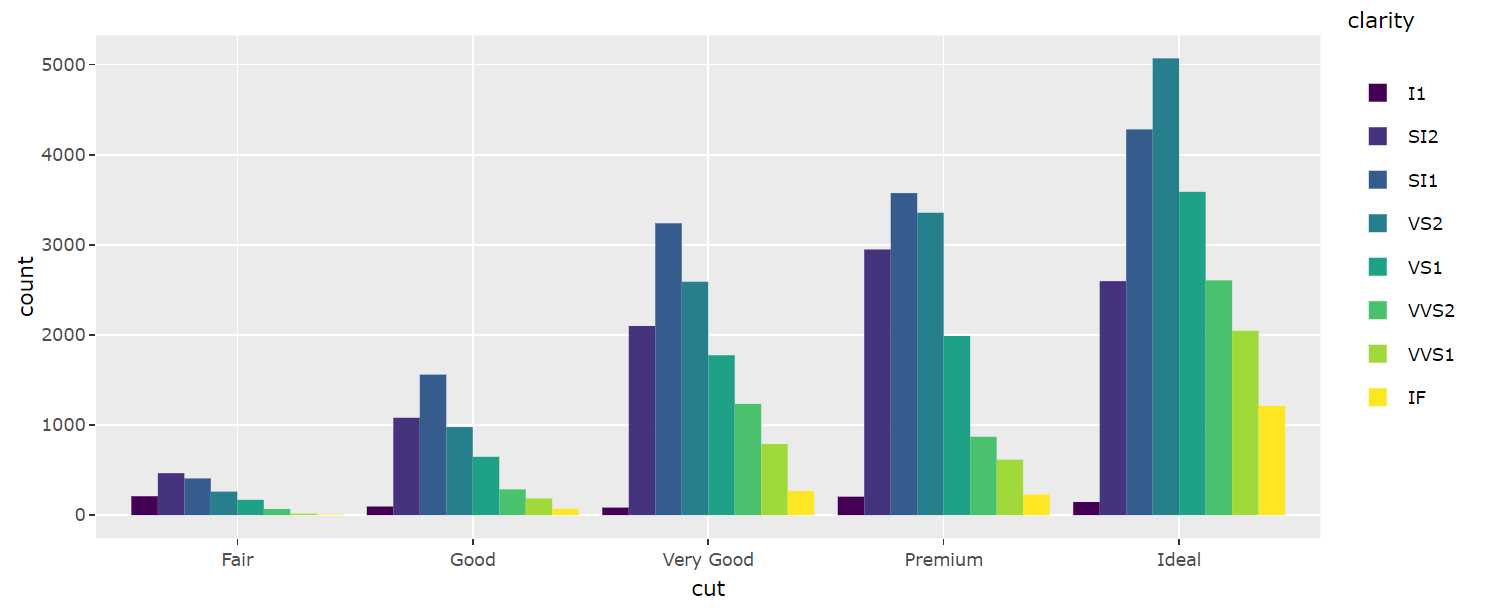 clarity
I1
SI2
SI1
VS2
VS1
VVS2
VVS1
IF
count
5000
4000
3000
2000
1000
0
Fair Good Very Good Premium Ideal
cut